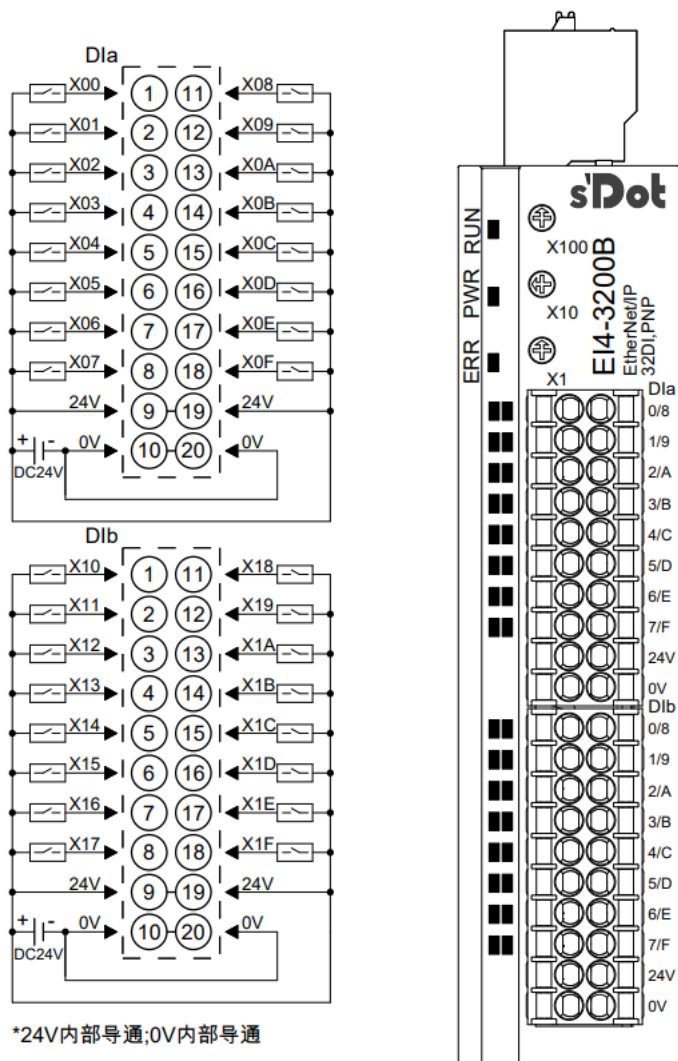 DIa
X00 1 11 X08
X01 2 12 X09
X02 3 13 X0A
X03 4 14 X0B
X04 5 15 X0C
X05 6 16 X0D
X06 7 17 X0E
X07 8 18 X0F
24V 9 19 24V
+ - 0V 10 20 0V
DC24V
DIb
X10 1 11 X18
X11 2 12 X19
X12 3 13 X1A
X13 4 14 X1B
X14 5 15 X1C
X15 6 16 X1D
X16 7 17 X1E
X17 8 18 X1F
24V 9 19 24V
+ - 0V 10 20 0V
DC24V
*24V内部导通;0V内部导通
s'Dot
RUN
PWR
ERR
X100
X10
X1
EI4-3200B
EtherNet/IP
32DI,PNP
DIa
0/8
1/9
2/A
3/B
4/C
5/D
6/E
7/F
24V
0V
DIb
0/8
1/9
2/A
3/B
4/C
5/D
6/E
7/F
24V
0V